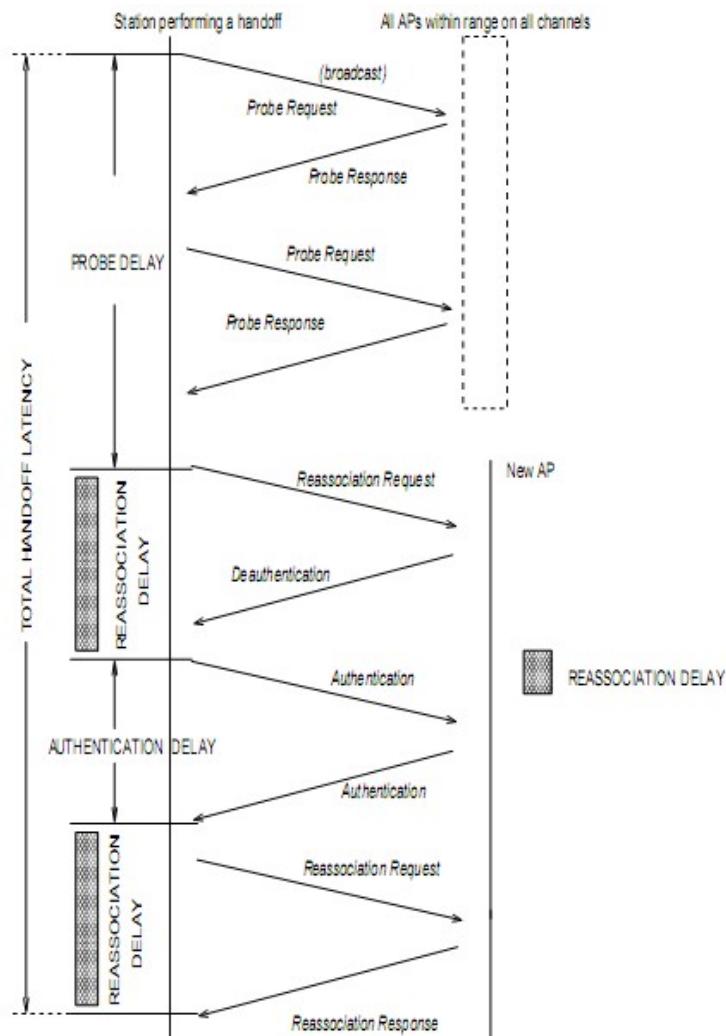 Station performing a handoff
All APs within range on all channels
(broadcast)
Probe Request
Probe Response
PROBE DELAY
Probe Request
Probe Response
TOTAL HANDOFF LATENCY
Reassociation Request
New AP
REASSOCIATION
DELAY
Deauthentication
Authentication
REASSOCIATION DELAY
AUTHENTICATION DELAY
Authentication
REASSOCIATION
DELAY
Reassociation Request
Reassociation Response